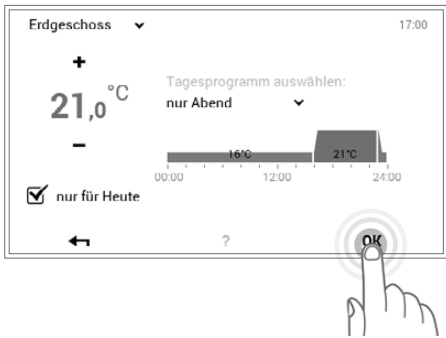 Erdgeschoss
17:00
+
21,0°C
−
Tagesprogramm auswählen:
nur Abend
16°C
21°C
00:00
12:00
24:00
nur für Heute
?
OK